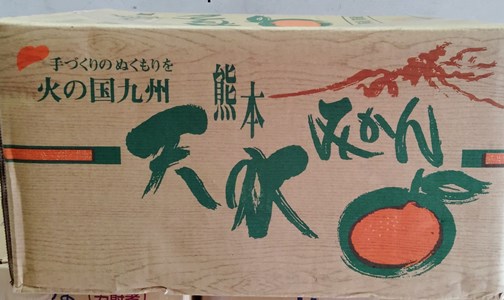 手づくりのぬくもりを
火の国九州
熊本
天水
みかん